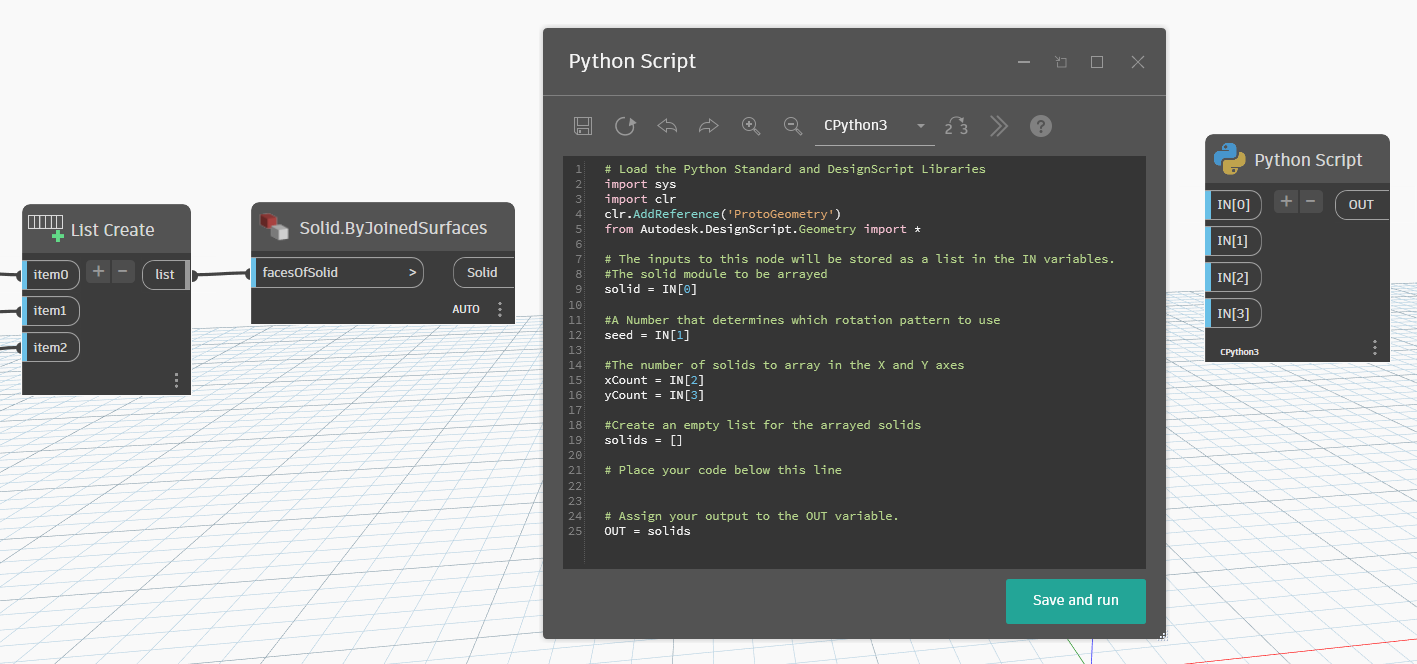 List Create
item0
+
−
list
item1
item2
Solid.ByJoinedSurfaces
facesOfSolid
>
Solid
AUTO
Python Script
CPython3
2 3
?
1 # Load the Python Standard and DesignScript Libraries
2 import sys
3 import clr
4 clr.AddReference('ProtoGeometry')
5 from Autodesk.DesignScript.Geometry import *
6
7 # The inputs to this node will be stored as a list in the IN variables.
8 #The solid module to be arrayed
9 solid = IN[0]
10
11 #A Number that determines which rotation pattern to use
12 seed = IN[1]
13
14 #The number of solids to array in the X and Y axes
15 xCount = IN[2]
16 yCount = IN[3]
17
18 #Create an empty list for the arrayed solids
19 solids = []
20
21 # Place your code below this line
22
23
24 # Assign your output to the OUT variable.
25 OUT = solids
Save and run
Python Script
IN[0]
+
−
OUT
IN[1]
IN[2]
IN[3]
CPython3